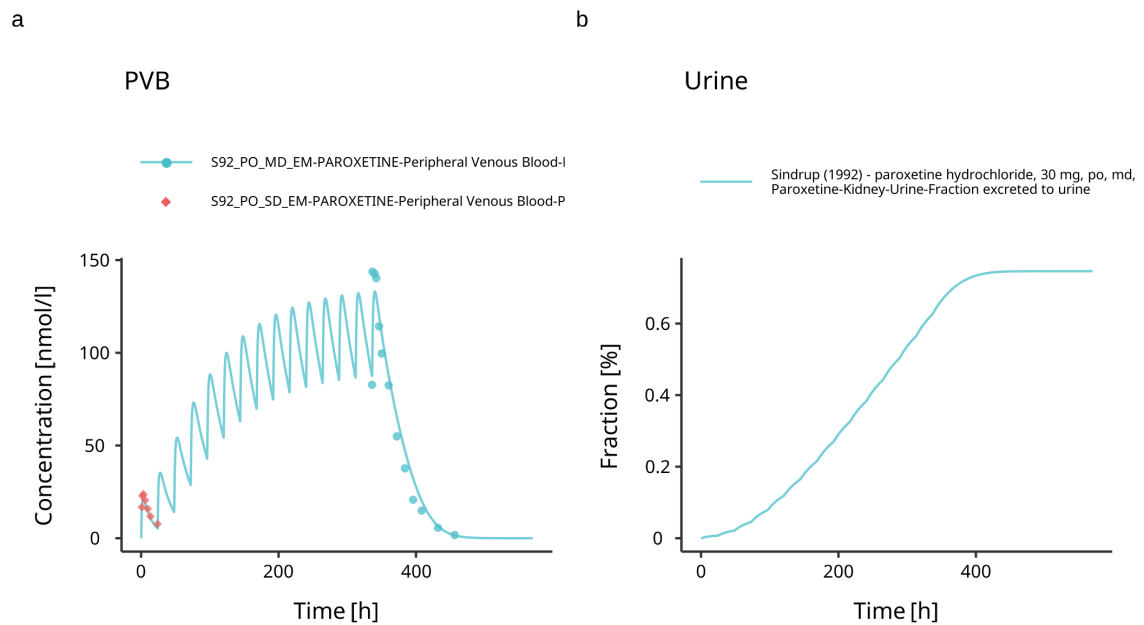 a
b
PVB
Urine
S92_PO_MD_EM-PAROXETINE-Peripheral Venous Blood-
S92_PO_SD_EM-PAROXETINE-Peripheral Venous Blood-P
Sindrup (1992) - paroxetine hydrochloride, 30 mg, po, md,
Paroxetine-Kidney-Urine-Fraction excreted to urine
Concentration [nmol/l]
150
100
50
0
0
200
400
Time [h]
Fraction [%]
0.6
0.4
0.2
0
0
200
400
Time [h]